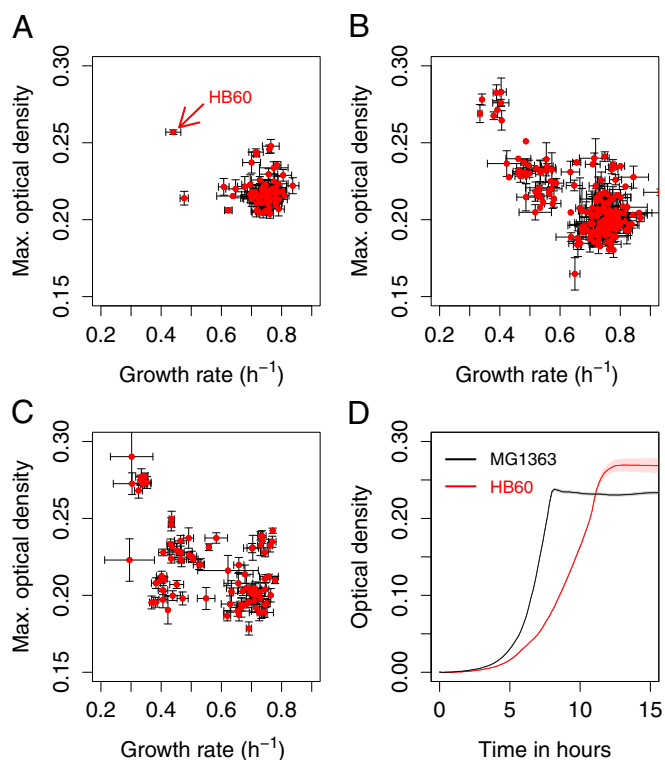 A
Max. optical density
0.30
0.25
0.20
0.15
HB60
0.2 0.4 0.6 0.8
Growth rate (h⁻¹)
B
Max. optical density
0.30
0.25
0.20
0.15
0.2 0.4 0.6 0.8
Growth rate (h⁻¹)
C
Max. optical density
0.30
0.25
0.20
0.15
0.2 0.4 0.6 0.8
Growth rate (h⁻¹)
D
Optical density
0.30
0.20
0.10
0.00
MG1363
HB60
0 5 10 15
Time in hours